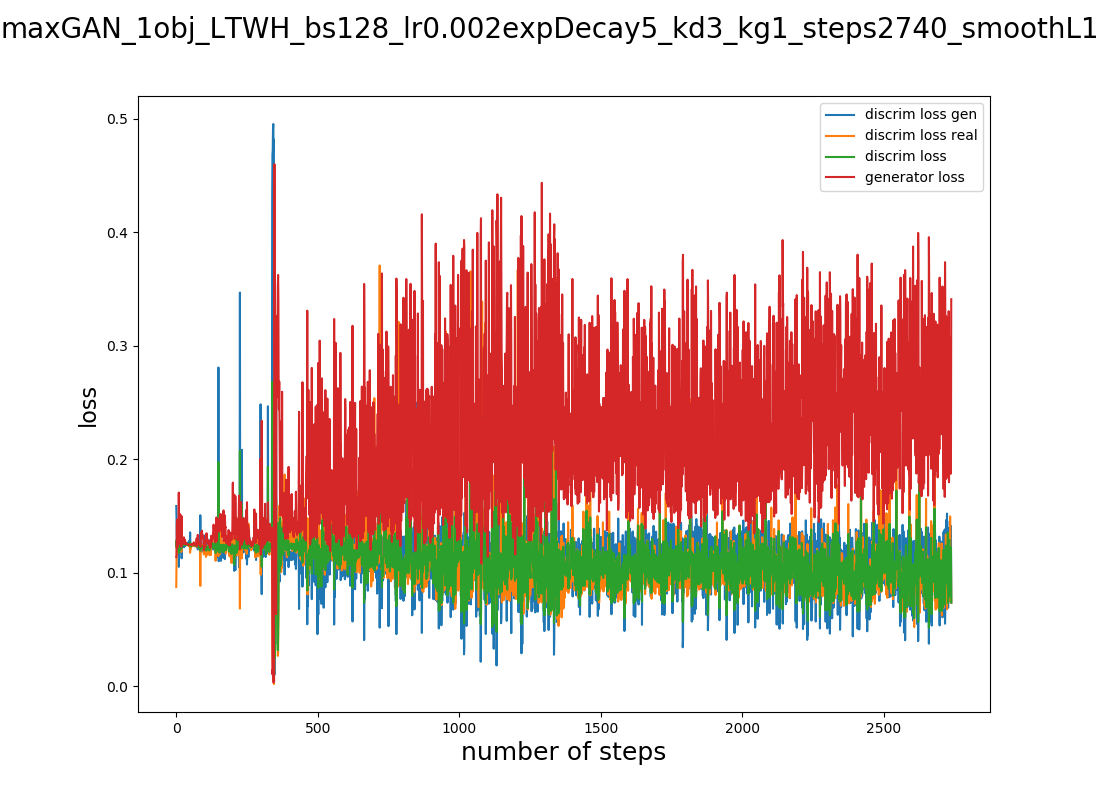 maxGAN_1obj_LTWH_bs128_lr0.002expDecay5_kd3_kg1_steps2740_smoothL1
discrim loss gen
discrim loss real
discrim loss
generator loss
0.5
0.4
0.3
0.2
0.1
0.0
loss
0 500 1000 1500 2000 2500
number of steps